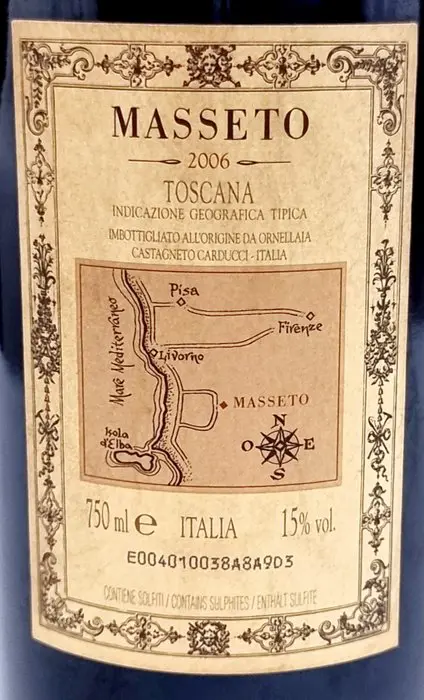 MASSETO
2006
TOSCANA
INDICAZIONE GEOGRAFICA TIPICA
IMBOTTIGLIATO ALL'ORIGINE DA ORNELLAIA
CASTAGNETO CARDUCCI - ITALIA
Mare Mediterràneo
Pisa
Firenze
Livorno
MASSETO
Isola
d'Elba
N
O E
S
750 ml e ITALIA 15% vol.
E004010038A8A9D3
CONTIENE SOLFITI / CONTAINS SULPHITES / ENTHALT SULFITE